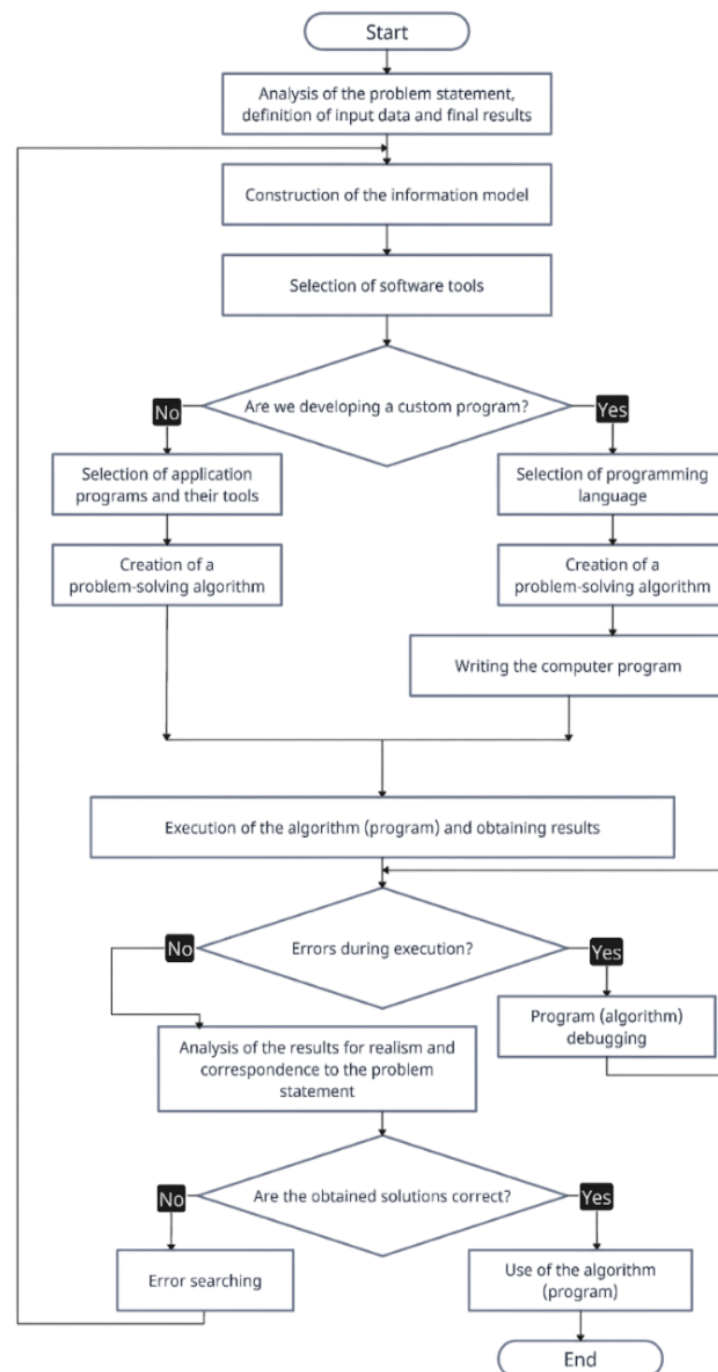 Start
Analysis of the problem statement,
definition of input data and final results
Construction of the information model
Selection of software tools
Are we developing a custom program?
No
Yes
Selection of application
programs and their tools
Selection of programming
language
Creation of a
problem-solving algorithm
Creation of a
problem-solving algorithm
Writing the computer program
Execution of the algorithm (program) and obtaining results
Errors during execution?
No
Yes
Program (algorithm)
debugging
Analysis of the results for realism and
correspondence to the problem
statement
Are the obtained solutions correct?
No
Yes
Error searching
Use of the algorithm
(program)
End